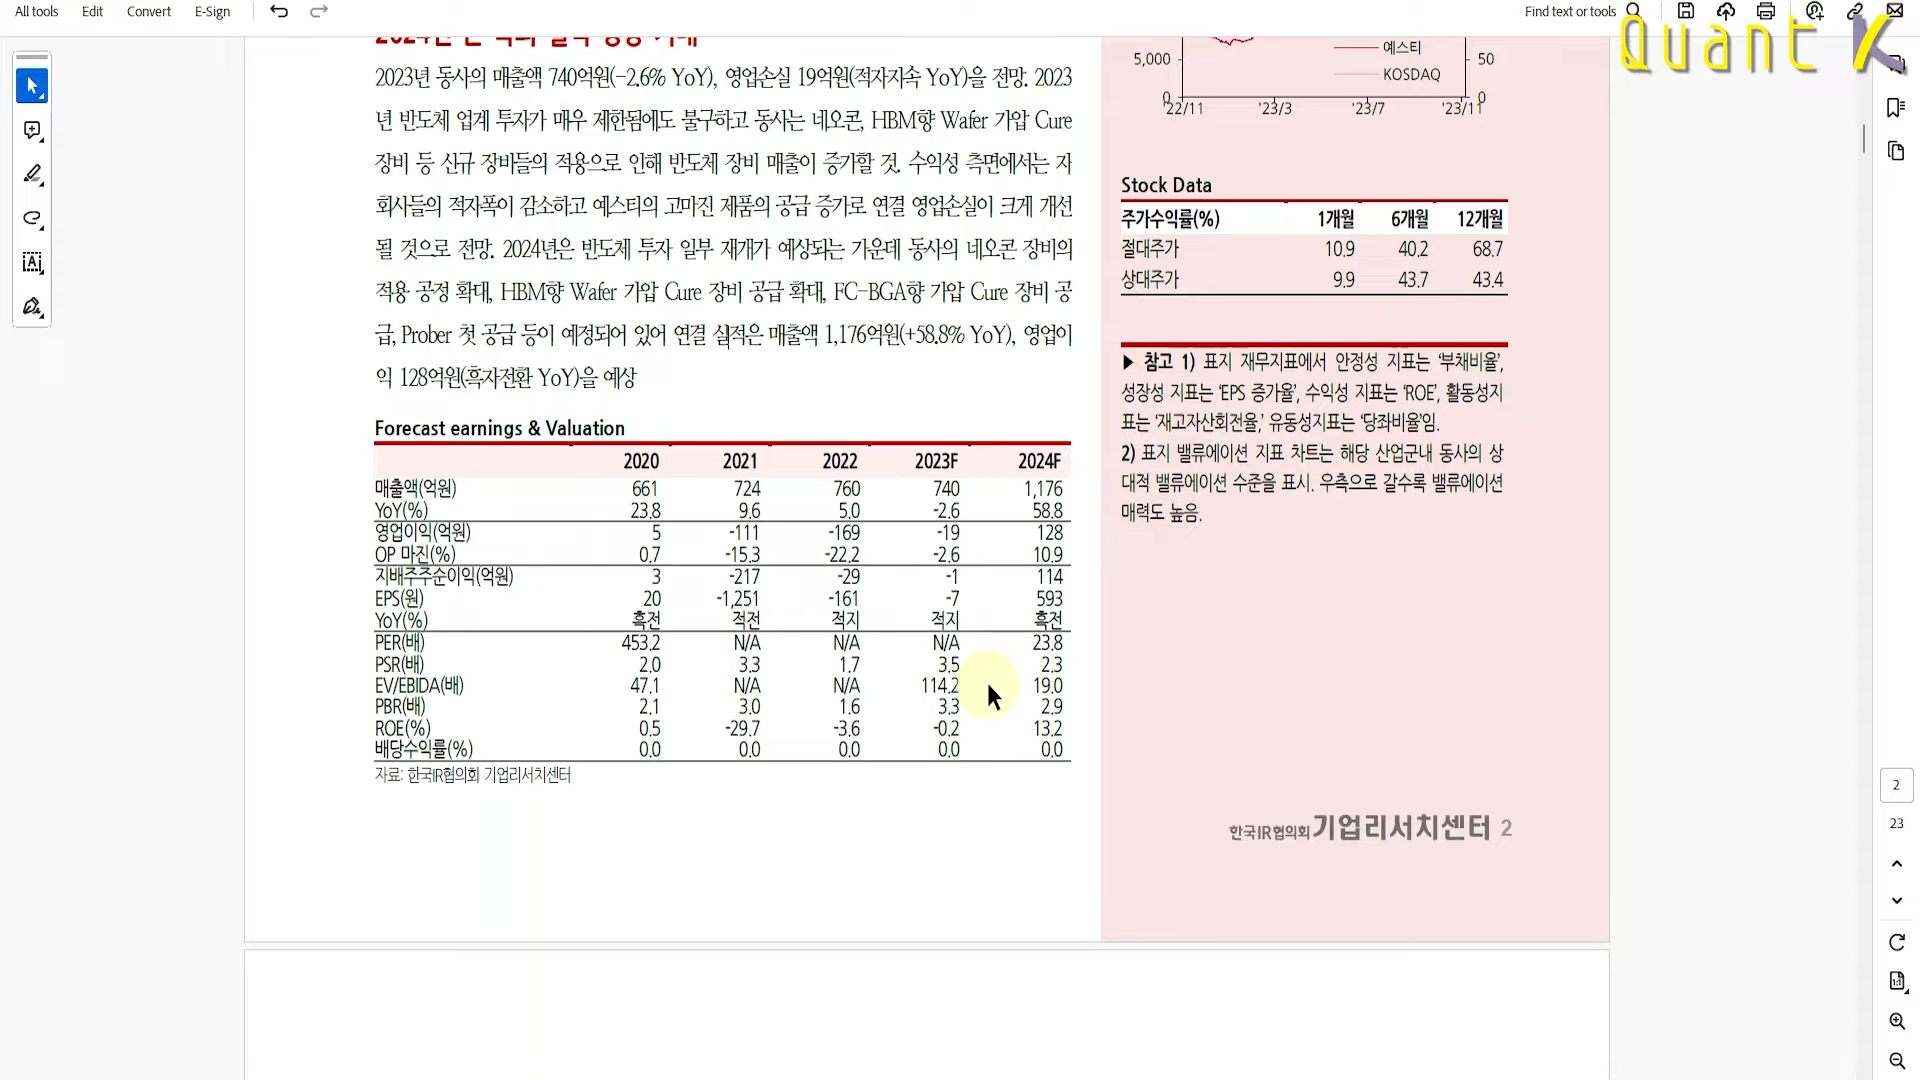 All tools Edit Convert E-Sign
Find text or tools
Quant K
2023년 동사의 매출액 740억원(-2.6% YoY), 영업손실 19억원(적자지속 YoY)을 전망. 2023
년 반도체 업계 투자가 매우 제한됨에도 불구하고 동사는 네오콘, HBM향 Wafer 가압 Cure
장비 등 신규 장비들의 적용으로 인해 반도체 장비 매출이 증가할 것. 수익성 측면에서는 자
회사들의 적자폭이 감소하고 예스티의 고마진 제품의 공급 증가로 연결 영업손실이 크게 개선
될 것으로 전망. 2024년은 반도체 투자 일부 재개가 예상되는 가운데 동사의 네오콘 장비의
적용 공정 확대, HBM향 Wafer 가압 Cure 장비 공급 확대, FC-BGA향 가압 Cure 장비 공
급, Prober 첫 공급 등이 예정되어 있어 연결 실적은 매출액 1,176억원(+58.8% YoY), 영업이
익 128억원(흑자전환 YoY)을 예상
Forecast earnings & Valuation
2020 2021 2022 2023F 2024F
매출액(억원) 661 724 760 740 1,176
YoY(%) 23.8 9.6 5.0 -2.6 58.8
영업이익(억원) 5 -111 -169 -19 128
OP 마진(%) 0.7 -15.3 -22.2 -2.6 10.9
지배주주순이익(억원) 3 -217 -29 -1 114
EPS(원) 20 -1,251 -161 -7 593
YoY(%) 흑전 적전 적지 적지 흑전
PER(배) 453.2 N/A N/A N/A 23.8
PSR(배) 2.0 3.3 1.7 3.5 2.3
EV/EBIDA(배) 47.1 N/A N/A 114.2 19.0
PBR(배) 2.1 3.0 1.6 3.3 2.9
ROE(%) 0.5 -29.7 -3.6 -0.2 13.2
배당수익률(%) 0.0 0.0 0.0 0.0 0.0
자료: 한국IR협의회 기업리서치센터
예스티
5,000 50
KOSDAQ
0 0
'22/11 '23/3 '23/7 '23/11
Stock Data
주가수익률(%) 1개월 6개월 12개월
절대주가 10.9 40.2 68.7
상대주가 9.9 43.7 43.4
▶ 참고 1) 표지 재무지표에서 안정성 지표는 ‘부채비율’,
성장성 지표는 ‘EPS 증가율’, 수익성 지표는 ‘ROE’, 활동성지
표는 ‘재고자산회전율,’ 유동성지표는 ‘당좌비율’임.
2) 표지 밸류에이션 지표 차트는 해당 산업군내 동사의 상
대적 밸류에이션 수준을 표시. 우측으로 갈수록 밸류에이션
매력도 높음.
한국IR협의회 기업리서치센터 2
2
23